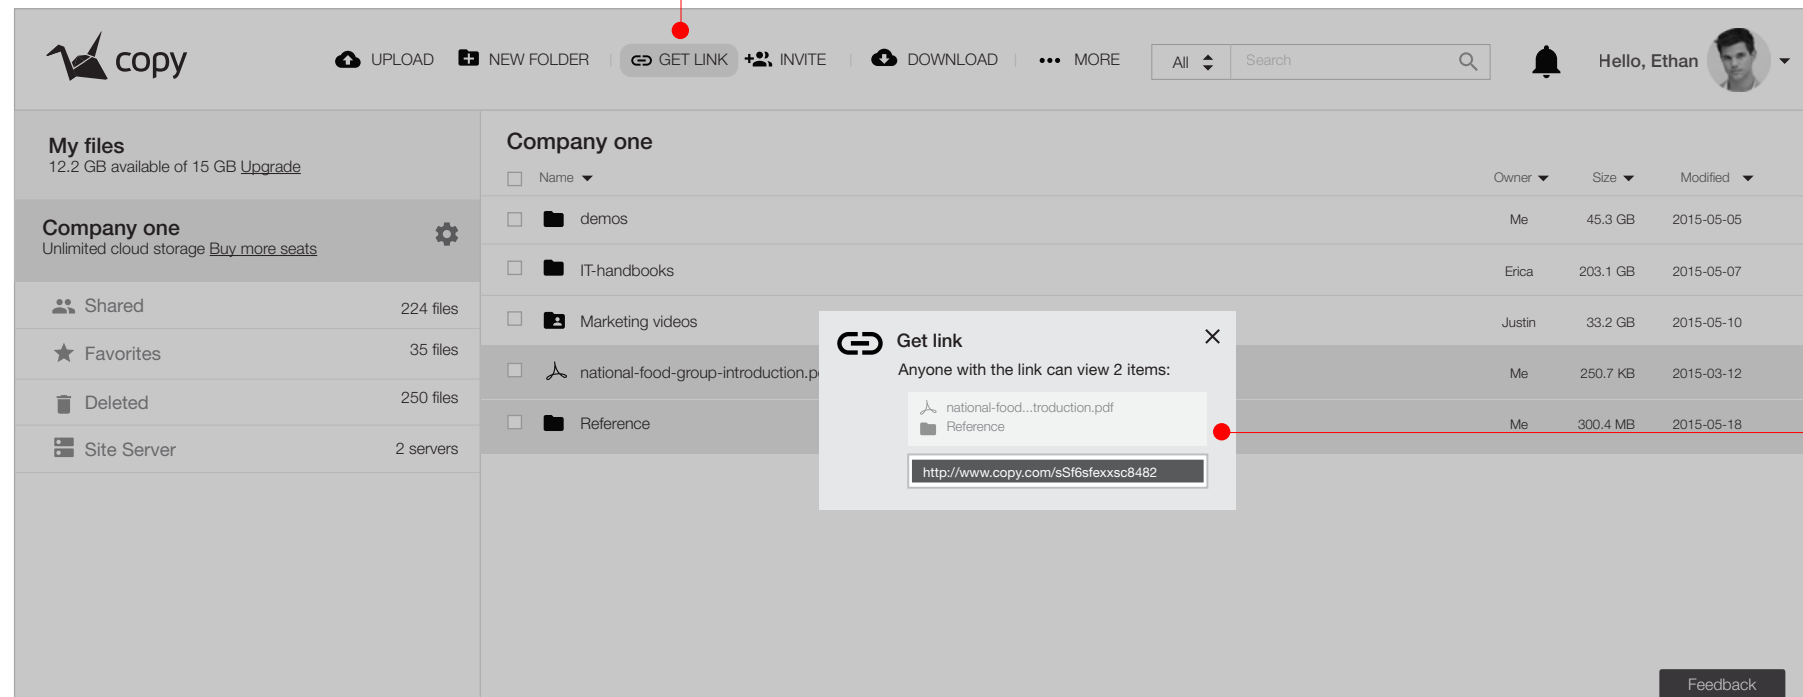 copy
UPLOAD NEW FOLDER GET LINK INVITE DOWNLOAD MORE All Search Hello, Ethan
My files
12.2 GB available of 15 GB Upgrade
Company one
Unlimited cloud storage Buy more seats
Shared 224 files
Favorites 35 files
Deleted 250 files
Site Server 2 servers
Company one
Name Owner Size Modified
demos Me 45.3 GB 2015-05-05
IT-handbooks Erica 203.1 GB 2015-05-07
Marketing videos Justin 33.2 GB 2015-05-10
national-food-group-introduction.p Me 250.7 KB 2015-03-12
Reference Me 300.4 MB 2015-05-18
Get link
Anyone with the link can view 2 items:
national-food...troduction.pdf
Reference
http://www.copy.com/sSf6sfexxsc8482
Feedback